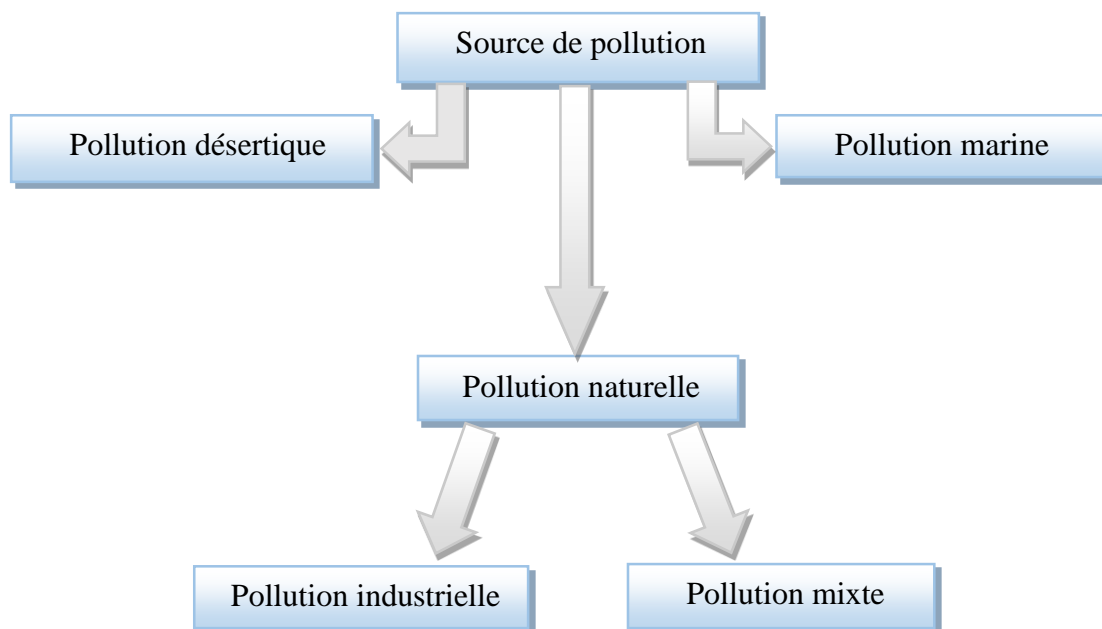 Source de pollution
Pollution désertique
Pollution marine
Pollution naturelle
Pollution industrielle
Pollution mixte